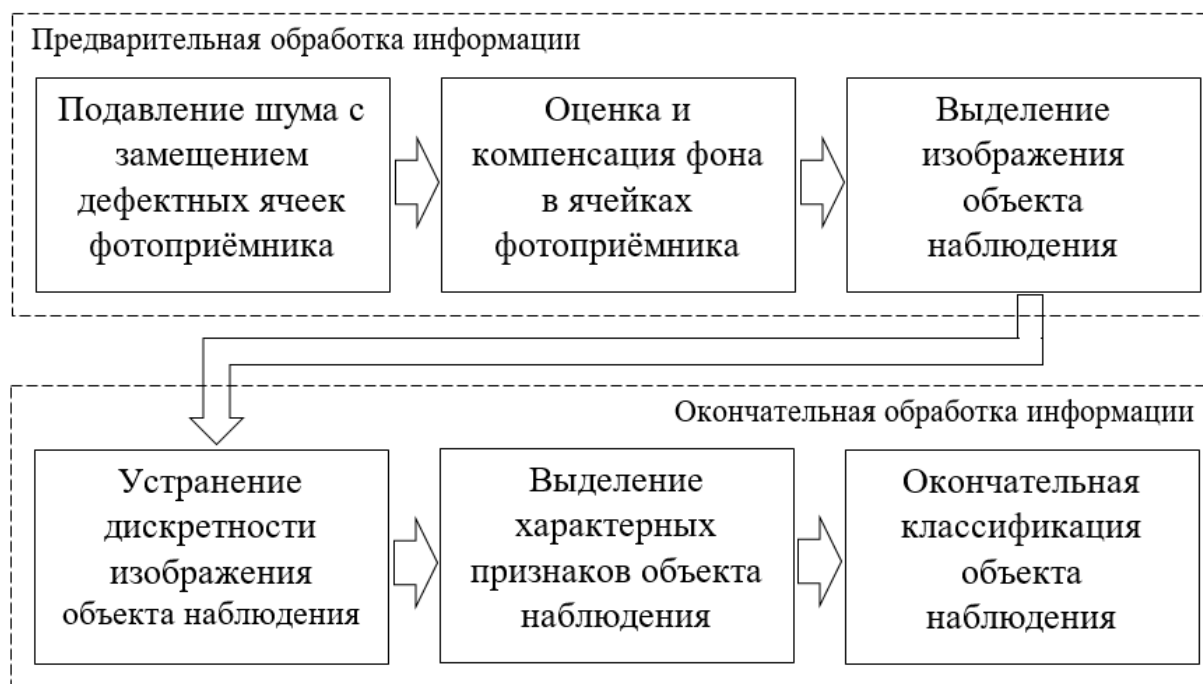 Предварительная обработка информации
Подавление шума с
замещением
дефектных ячеек
фотоприёмника
Оценка и
компенсация фона
в ячейках
фотоприёмника
Выделение
изображения
объекта
наблюдения
Окончательная обработка информации
Устранение
дискретности
изображения
объекта наблюдения
Выделение
характерных
признаков объекта
наблюдения
Окончательная
классификация
объекта
наблюдения